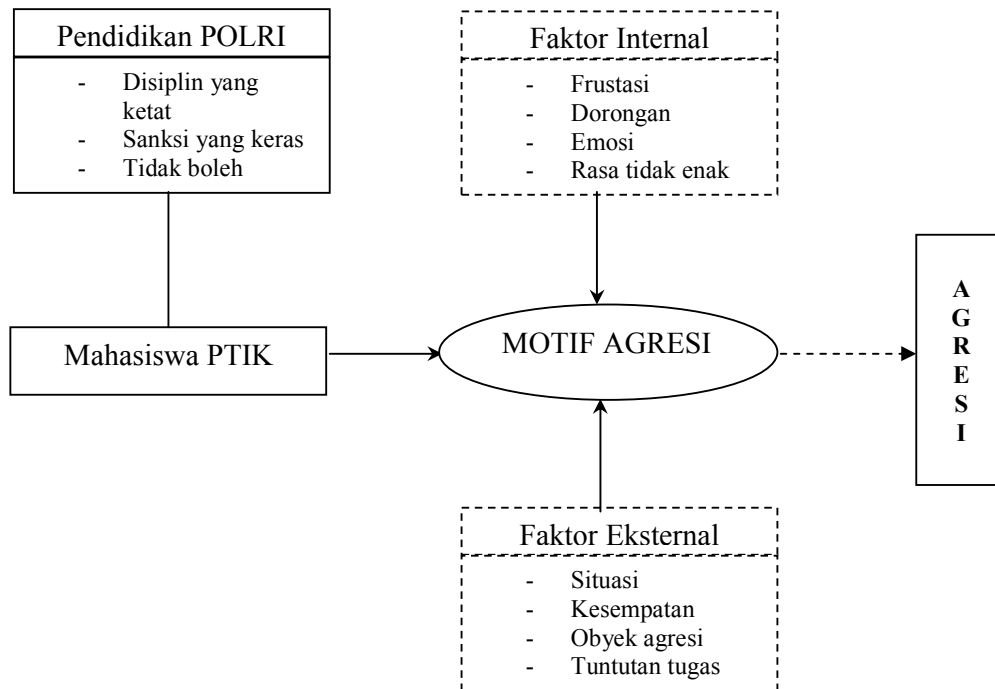 Pendidikan POLRI
- Disiplin yang
ketat
- Sanksi yang keras
- Tidak boleh
Faktor Internal
- Frustasi
- Dorongan
- Emosi
- Rasa tidak enak
Mahasiswa PTIK
MOTIF AGRESI
A
G
R
E
S
I
Faktor Eksternal
- Situasi
- Kesempatan
- Obyek agresi
- Tuntutan tugas